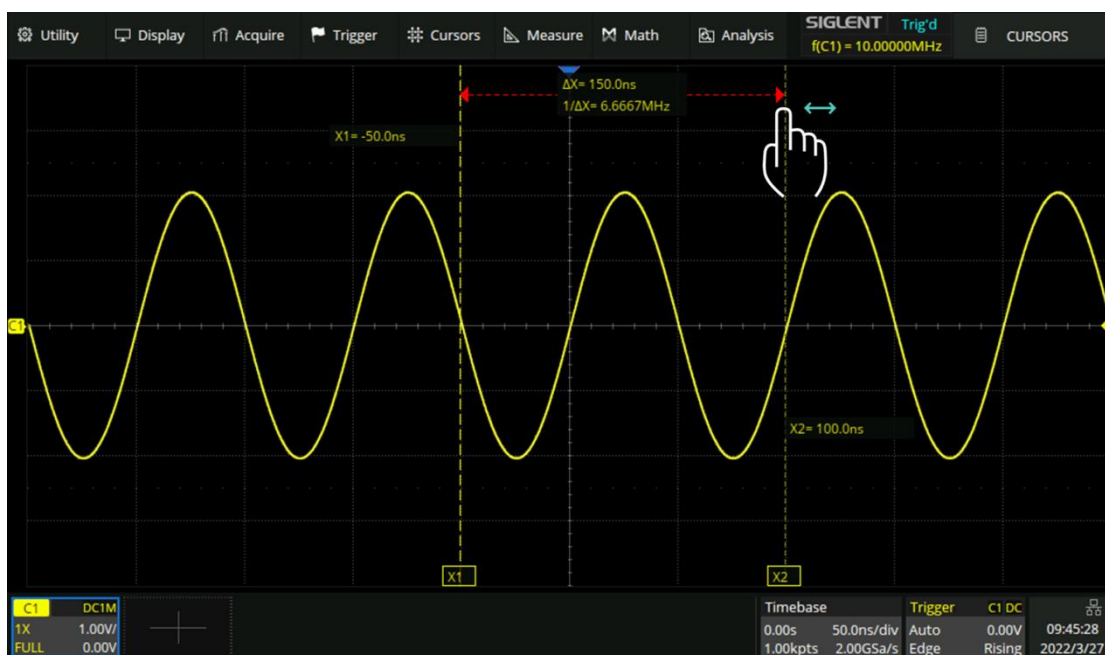 Utility Display Acquire Trigger Cursors Measure Math Analysis SIGLENT Trig'd CURSORS
f(C1) = 10.00000MHz
ΔX= 150.0ns
1/ΔX= 6.6667MHz
X1= -50.0ns
C1
X2= 100.0ns
X1 X2
C1 DC1M Timebase Trigger C1 DC
1X 1.00V/ 0.00s 50.0ns/div Auto 0.00V 09:45:28
FULL 0.00V 1.00kpts 2.00GSa/s Edge Rising 2022/3/27